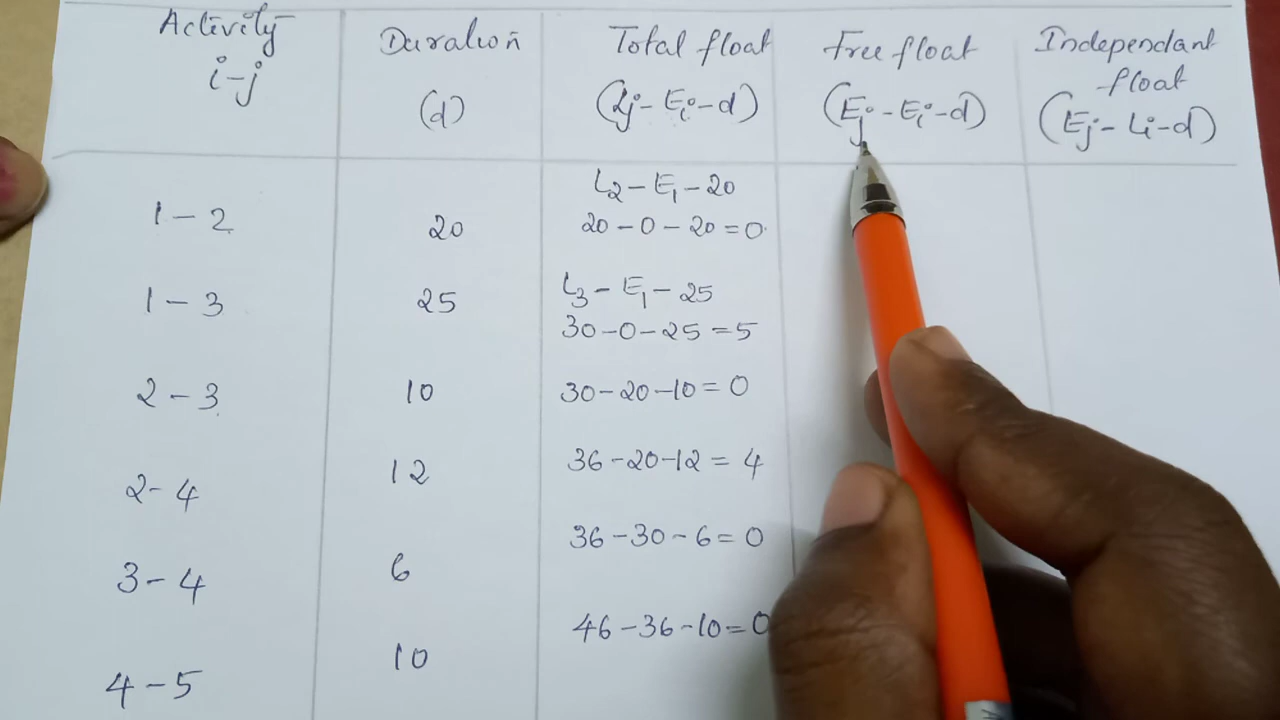 Activity Duration Total float Free float Independant
i-j (d) (Lj - Ei - d) (Ej - Ei - d) float
(Ej - Li - d)
L2 - E1 - 20
1 - 2 20 20 - 0 - 20 = 0
L3 - E1 - 25
1 - 3 25 30 - 0 - 25 = 5
2 - 3 10 30 - 20 - 10 = 0
2 - 4 12 36 - 20 - 12 = 4
3 - 4 6 36 - 30 - 6 = 0
4 - 5 10 46 - 36 - 10 = 0